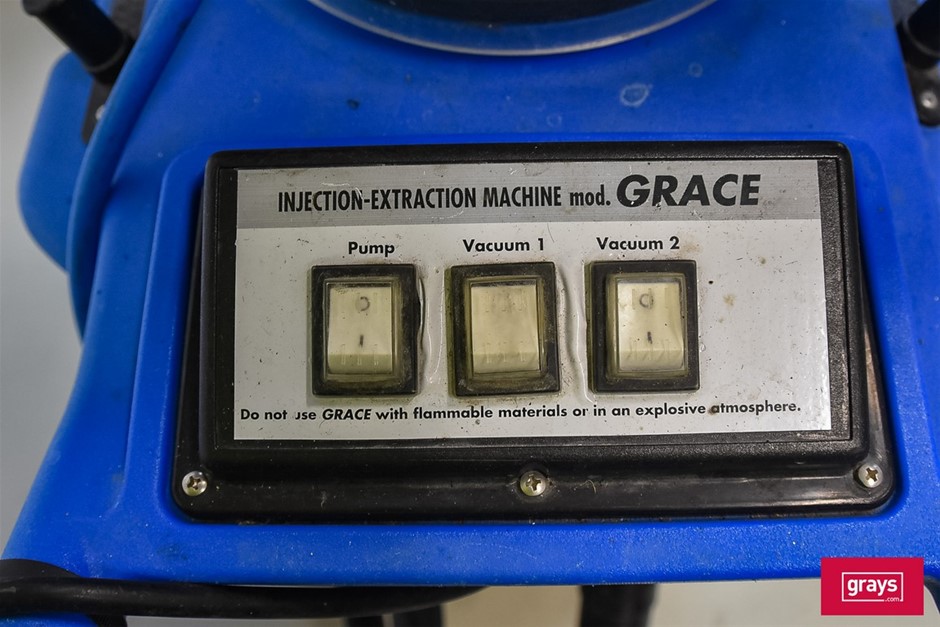 INJECTION-EXTRACTION MACHINE mod. GRACE
Pump Vacuum 1 Vacuum 2
O O
I I
Do not use GRACE with flammable materials or in an explosive atmosphere.
grays
.com